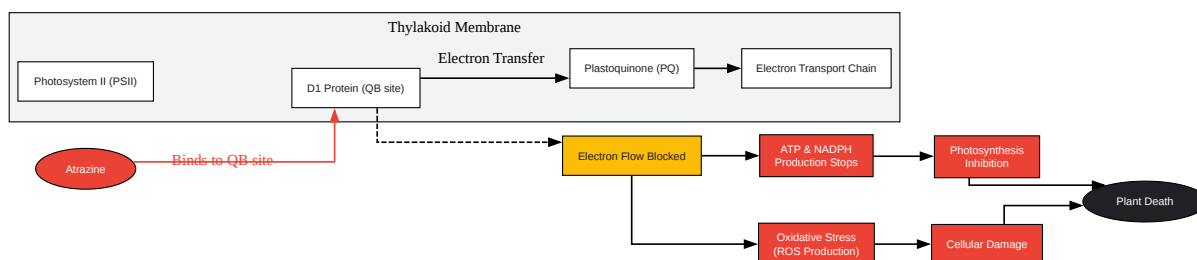 Thylakoid Membrane
Electron Transfer
Photosystem II (PSII)
D1 Protein (QB site)
Plastoquinone (PQ)
Electron Transport Chain
Atrazine
Binds to QB site
Electron Flow Blocked
ATP & NADPH
Production Stops
Photosynthesis
Inhibition
Plant Death
Oxidative Stress
(ROS Production)
Cellular Damage